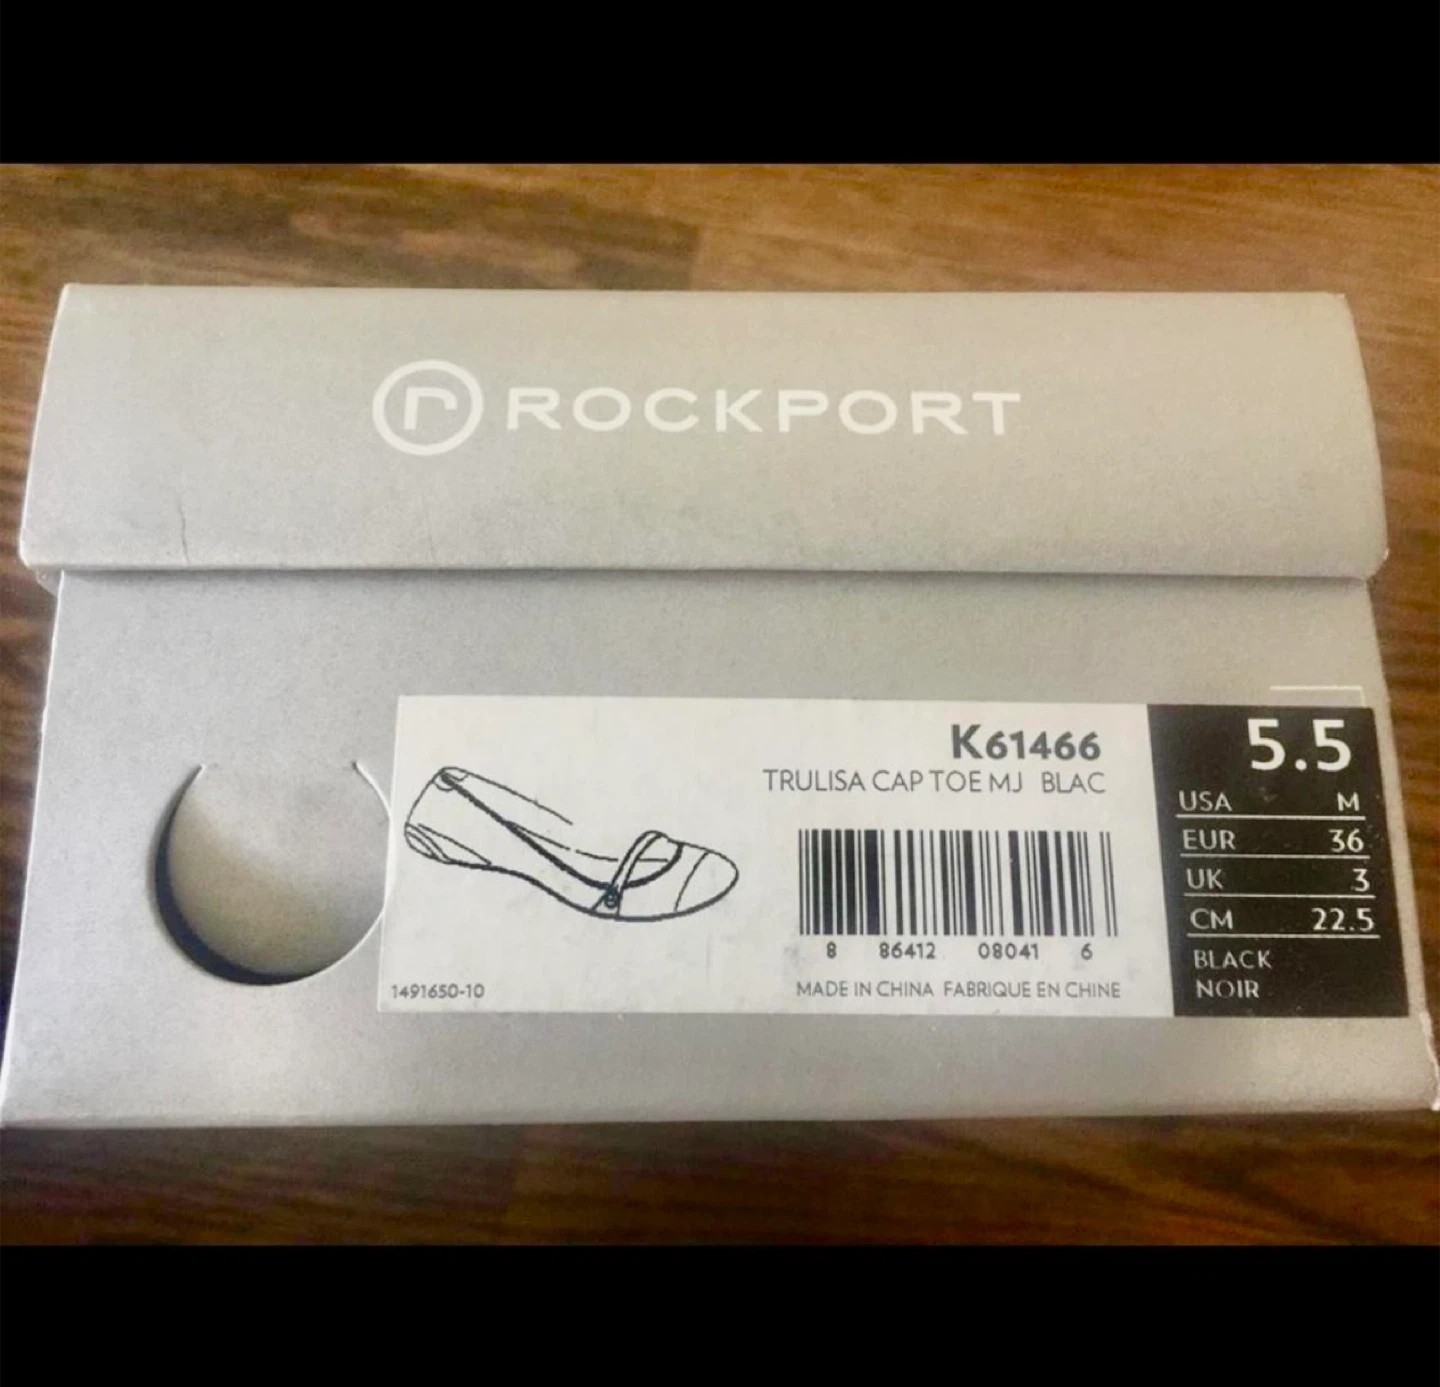 r ROCKPORT
K61466
TRULISA CAP TOE MJ BLAC
8 86412 08041 6
MADE IN CHINA FABRIQUE EN CHINE
1491650-10
5.5
USA M
EUR 36
UK 3
CM 22.5
BLACK
NOIR